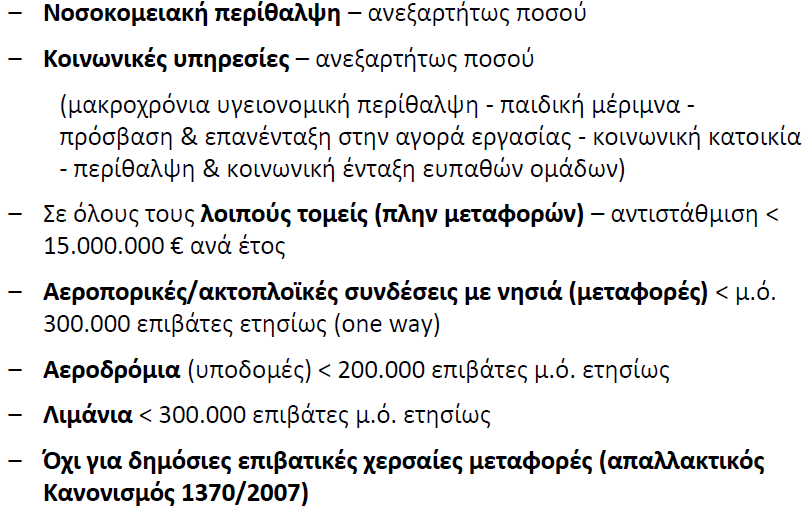 – Νοσοκομειακή περίθαλψη – ανεξαρτήτως ποσού
– Κοινωνικές υπηρεσίες – ανεξαρτήτως ποσού
(μακροχρόνια υγειονομική περίθαλψη - παιδική μέριμνα -
πρόσβαση & επανένταξη στην αγορά εργασίας - κοινωνική κατοικία
- περίθαλψη & κοινωνική ένταξη ευπαθών ομάδων)
– Σε όλους τους λοιπούς τομείς (πλην μεταφορών) – αντιστάθμιση <
15.000.000 € ανά έτος
– Αεροπορικές/ακτοπλοϊκές συνδέσεις με νησιά (μεταφορές) < μ.ό.
300.000 επιβάτες ετησίως (one way)
– Αεροδρόμια (υποδομές) < 200.000 επιβάτες μ.ό. ετησίως
– Λιμάνια < 300.000 επιβάτες μ.ό. ετησίως
– Όχι για δημόσιες επιβατικές χερσαίες μεταφορές (απαλλακτικός
Κανονισμός 1370/2007)